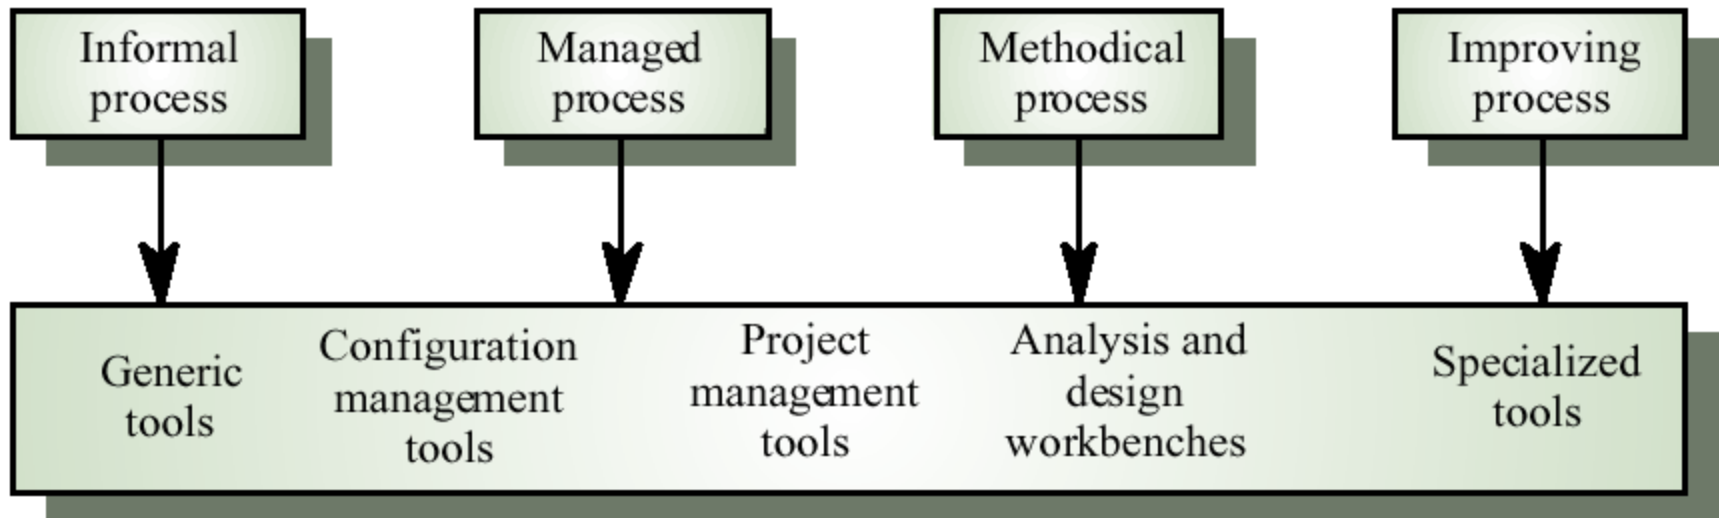 Informal
process
Managed
process
Methodical
process
Improving
process
Generic
tools
Configuration
management
tools
Project
management
tools
Analysis and
design
workbenches
Specialized
tools